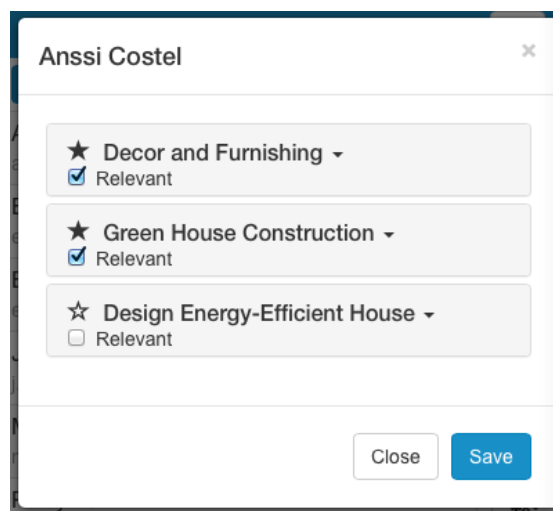 Anssi Costel
×
Decor and Furnishing
Relevant
Green House Construction
Relevant
Design Energy-Efficient House
Relevant
Close Save